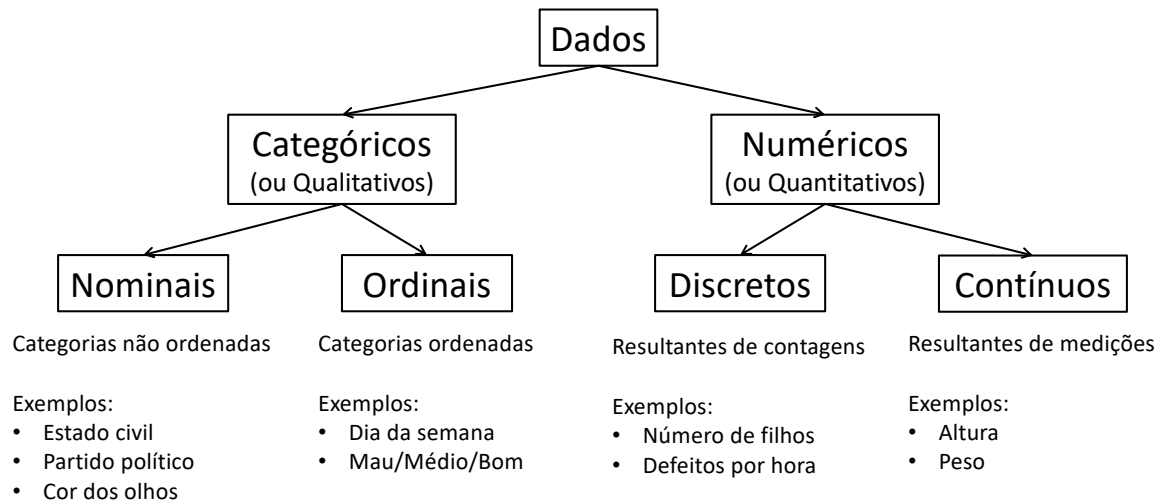 Dados
Categóricos
(ou Qualitativos)
Numéricos
(ou Quantitativos)
Nominais
Ordinais
Discretos
Contínuos
Categorias não ordenadas
Exemplos:
• Estado civil
• Partido político
• Cor dos olhos
Categorias ordenadas
Exemplos:
• Dia da semana
• Mau/Médio/Bom
Resultantes de contagens
Exemplos:
• Número de filhos
• Defeitos por hora
Resultantes de medições
Exemplos:
• Altura
• Peso